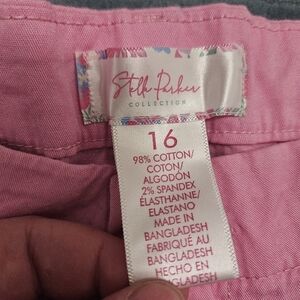 Stella Parker
COLLECTION
16
98% COTTON/
COTON/
ALGODÓN
2% SPANDEX
ÉLASTHANNE/
ELASTANO
MADE IN
BANGLADESH
FABRIQUÉ AU
BANGLADESH
HECHO EN